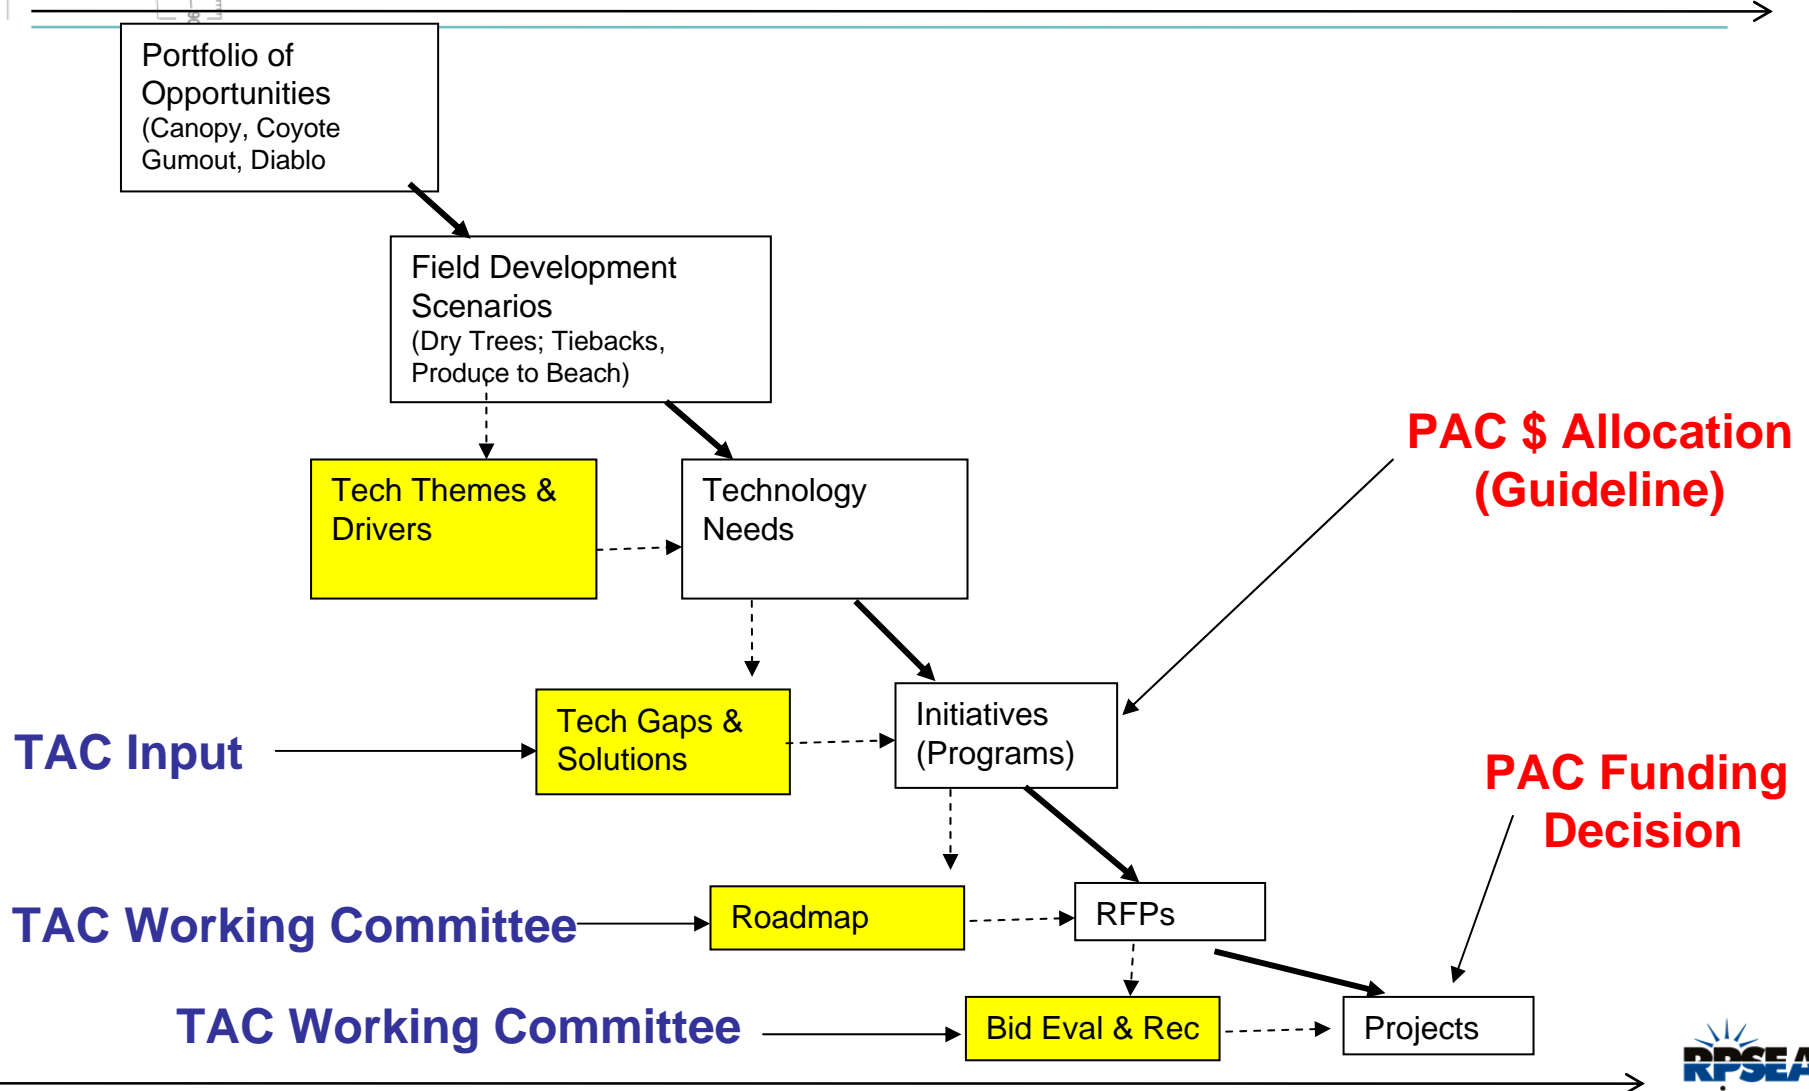 Portfolio of
Opportunities
(Canopy, Coyote
Gumout, Diablo
Field Development
Scenarios
(Dry Trees; Tiebacks,
Produce to Beach)
PAC $ Allocation
(Guideline)
Tech Themes &
Drivers
Technology
Needs
TAC Input
Tech Gaps &
Solutions
Initiatives
(Programs)
PAC Funding
Decision
TAC Working Committee
Roadmap
RFPs
TAC Working Committee
Bid Eval & Rec
Projects
RPSEA